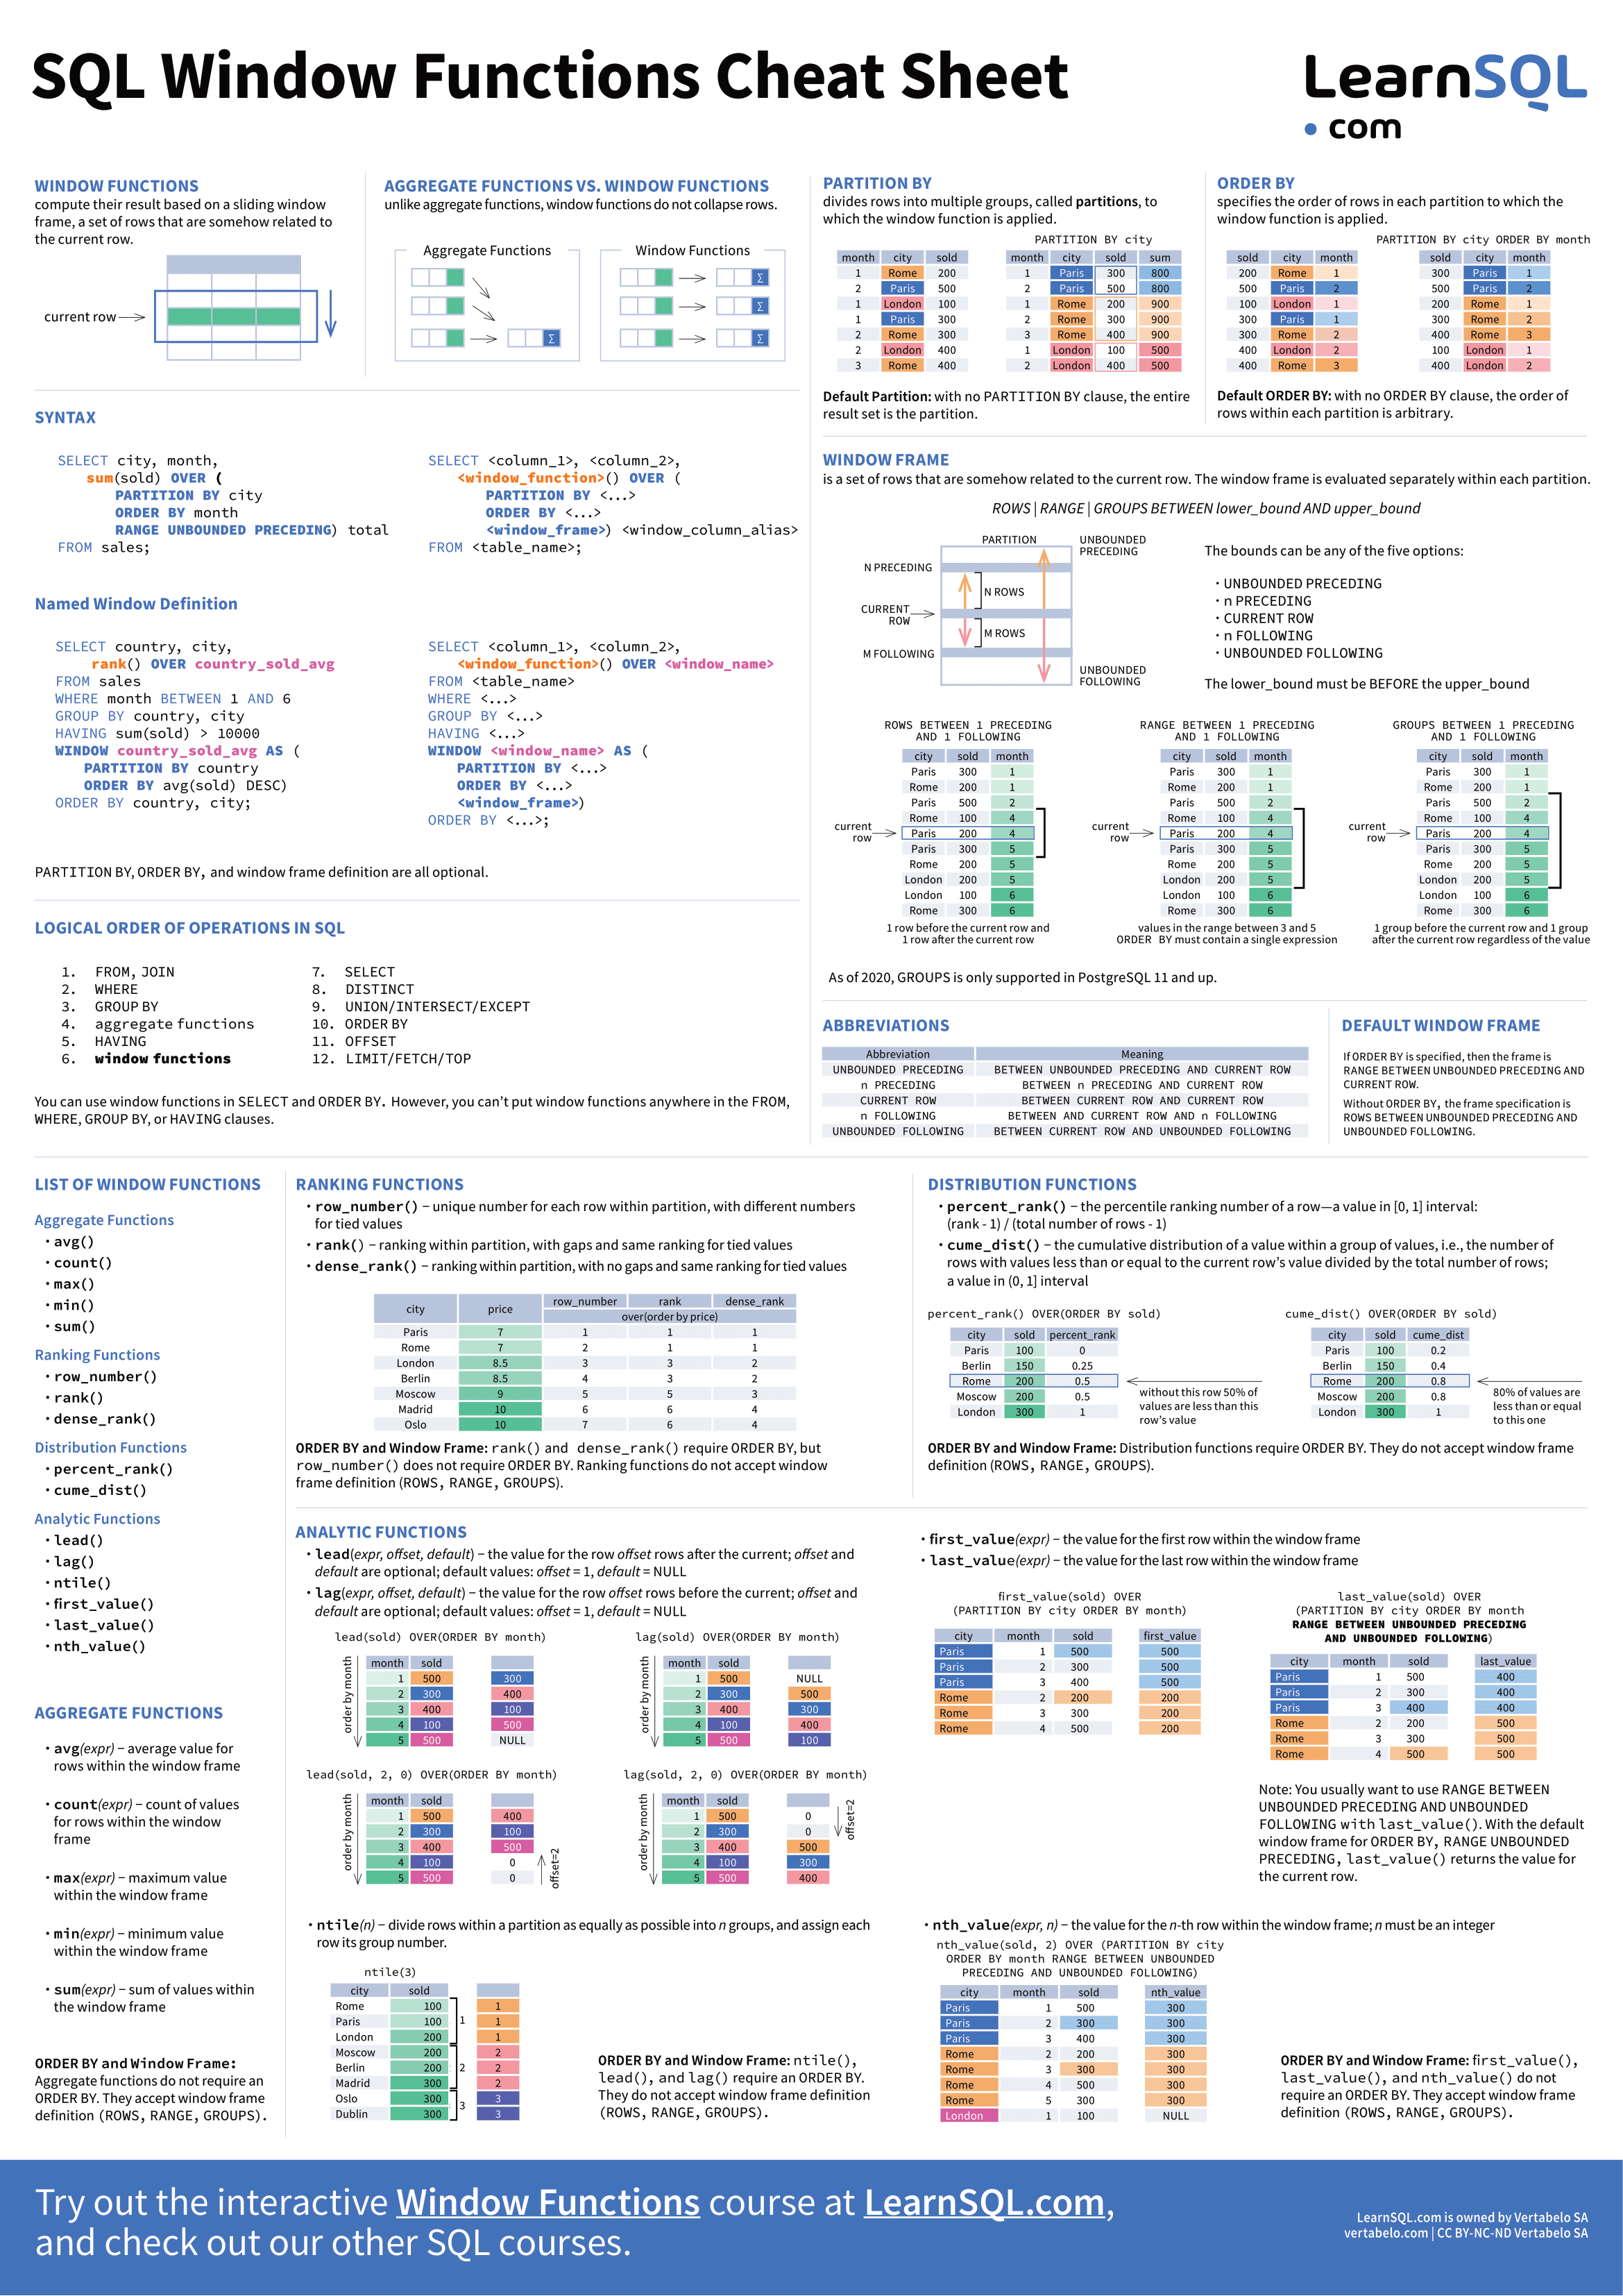 SQL Window Functions Cheat Sheet
LearnSQL
• com
WINDOW FUNCTIONS
compute their result based on a sliding window
frame, a set of rows that are somehow related to
the current row.
current row
AGGREGATE FUNCTIONS VS. WINDOW FUNCTIONS
unlike aggregate functions, window functions do not collapse rows.
Aggregate Functions
∑
Window Functions
∑
∑
∑
PARTITION BY
divides rows into multiple groups, called partitions, to
which the window function is applied.
PARTITION BY city
month city sold
1 Rome 200
2 Paris 500
1 London 100
1 Paris 300
2 Rome 300
2 London 400
3 Rome 400
month city sold sum
1 Paris 300 800
2 Paris 500 800
1 Rome 200 900
2 Rome 300 900
3 Rome 400 900
1 London 100 500
2 London 400 500
Default Partition: with no PARTITION BY clause, the entire
result set is the partition.
ORDER BY
specifies the order of rows in each partition to which the
window function is applied.
PARTITION BY city ORDER BY month
sold city month
200 Rome 1
500 Paris 2
100 London 1
300 Paris 1
300 Rome 2
400 London 2
400 Rome 3
sold city month
300 Paris 1
500 Paris 2
200 Rome 1
300 Rome 2
400 Rome 3
100 London 1
400 London 2
Default ORDER BY: with no ORDER BY clause, the order of
rows within each partition is arbitrary.
SYNTAX
SELECT city, month,
sum(sold) OVER (
PARTITION BY city
ORDER BY month
RANGE UNBOUNDED PRECEDING) total
FROM sales;
SELECT <column_1>, <column_2>,
<window_function>() OVER (
PARTITION BY <...>
ORDER BY <...>
<window_frame>) <window_column_alias>
FROM <table_name>;
Named Window Definition
SELECT country, city,
rank() OVER country_sold_avg
FROM sales
WHERE month BETWEEN 1 AND 6
GROUP BY country, city
HAVING sum(sold) > 10000
WINDOW country_sold_avg AS (
PARTITION BY country
ORDER BY avg(sold) DESC)
ORDER BY country, city;
SELECT <column_1>, <column_2>,
<window_function>() OVER <window_name>
FROM <table_name>
WHERE <...>
GROUP BY <...>
HAVING <...>
WINDOW <window_name> AS (
PARTITION BY <...>
ORDER BY <...>
<window_frame>)
ORDER BY <...>;
PARTITION BY, ORDER BY, and window frame definition are all optional.
LOGICAL ORDER OF OPERATIONS IN SQL
1. FROM, JOIN
2. WHERE
3. GROUP BY
4. aggregate functions
5. HAVING
6. window functions
7. SELECT
8. DISTINCT
9. UNION/INTERSECT/EXCEPT
10. ORDER BY
11. OFFSET
12. LIMIT/FETCH/TOP
You can use window functions in SELECT and ORDER BY. However, you can’t put window functions anywhere in the FROM,
WHERE, GROUP BY, or HAVING clauses.
WINDOW FRAME
is a set of rows that are somehow related to the current row. The window frame is evaluated separately within each partition.
ROWS | RANGE | GROUPS BETWEEN lower_bound AND upper_bound
PARTITION
UNBOUNDED
PRECEDING
N PRECEDING
N ROWS
CURRENT
ROW
M ROWS
M FOLLOWING
UNBOUNDED
FOLLOWING
The bounds can be any of the five options:
· UNBOUNDED PRECEDING
· n PRECEDING
· CURRENT ROW
· n FOLLOWING
· UNBOUNDED FOLLOWING
The lower_bound must be BEFORE the upper_bound
ROWS BETWEEN 1 PRECEDING
AND 1 FOLLOWING
city sold month
Paris 300 1
Rome 200 1
Paris 500 2
Rome 100 4
current
row
Paris 200 4
Paris 300 5
Rome 200 5
London 200 5
London 100 6
Rome 300 6
1 row before the current row and
1 row after the current row
RANGE BETWEEN 1 PRECEDING
AND 1 FOLLOWING
city sold month
Paris 300 1
Rome 200 1
Paris 500 2
Rome 100 4
current
row
Paris 200 4
Paris 300 5
Rome 200 5
London 200 5
London 100 6
Rome 300 6
values in the range between 3 and 5
ORDER BY must contain a single expression
GROUPS BETWEEN 1 PRECEDING
AND 1 FOLLOWING
city sold month
Paris 300 1
Rome 200 1
Paris 500 2
Rome 100 4
current
row
Paris 200 4
Paris 300 5
Rome 200 5
London 200 5
London 100 6
Rome 300 6
1 group before the current row and 1 group
after the current row regardless of the value
As of 2020, GROUPS is only supported in PostgreSQL 11 and up.
ABBREVIATIONS
Abbreviation Meaning
UNBOUNDED PRECEDING BETWEEN UNBOUNDED PRECEDING AND CURRENT ROW
n PRECEDING BETWEEN n PRECEDING AND CURRENT ROW
CURRENT ROW BETWEEN CURRENT ROW AND CURRENT ROW
n FOLLOWING BETWEEN AND CURRENT ROW AND n FOLLOWING
UNBOUNDED FOLLOWING BETWEEN CURRENT ROW AND UNBOUNDED FOLLOWING
DEFAULT WINDOW FRAME
If ORDER BY is specified, then the frame is
RANGE BETWEEN UNBOUNDED PRECEDING AND
CURRENT ROW.
Without ORDER BY, the frame specification is
ROWS BETWEEN UNBOUNDED PRECEDING AND
UNBOUNDED FOLLOWING.
LIST OF WINDOW FUNCTIONS
Aggregate Functions
· avg()
· count()
· max()
· min()
· sum()
Ranking Functions
· row_number()
· rank()
· dense_rank()
Distribution Functions
· percent_rank()
· cume_dist()
Analytic Functions
· lead()
· lag()
· ntile()
· first_value()
· last_value()
· nth_value()
AGGREGATE FUNCTIONS
· avg(expr) − average value for
rows within the window frame
· count(expr) − count of values
for rows within the window
frame
· max(expr) − maximum value
within the window frame
· min(expr) − minimum value
within the window frame
· sum(expr) − sum of values within
the window frame
ORDER BY and Window Frame:
Aggregate functions do not require an
ORDER BY. They accept window frame
definition (ROWS, RANGE, GROUPS).
RANKING FUNCTIONS
· row_number() − unique number for each row within partition, with different numbers
for tied values
· rank() − ranking within partition, with gaps and same ranking for tied values
· dense_rank() − ranking within partition, with no gaps and same ranking for tied values
city price row_number rank dense_rank
over(order by price)
Paris 7 1 1 1
Rome 7 2 1 1
London 8.5 3 3 2
Berlin 8.5 4 3 2
Moscow 9 5 5 3
Madrid 10 6 6 4
Oslo 10 7 6 4
ORDER BY and Window Frame: rank() and dense_rank() require ORDER BY, but
row_number() does not require ORDER BY. Ranking functions do not accept window
frame definition (ROWS, RANGE, GROUPS).
DISTRIBUTION FUNCTIONS
· percent_rank() − the percentile ranking number of a row—a value in [0, 1] interval:
(rank - 1) / (total number of rows - 1)
· cume_dist() − the cumulative distribution of a value within a group of values, i.e., the number of
rows with values less than or equal to the current row’s value divided by the total number of rows;
a value in (0, 1] interval
percent_rank() OVER(ORDER BY sold)
city sold percent_rank
Paris 100 0
Berlin 150 0.25
Rome 200 0.5
Moscow 200 0.5
London 300 1
without this row 50% of
values are less than this
row’s value
cume_dist() OVER(ORDER BY sold)
city sold cume_dist
Paris 100 0.2
Berlin 150 0.4
Rome 200 0.8
Moscow 200 0.8
London 300 1
80% of values are
less than or equal
to this one
ORDER BY and Window Frame: Distribution functions require ORDER BY. They do not accept window frame
definition (ROWS, RANGE, GROUPS).
ANALYTIC FUNCTIONS
· lead(expr, offset, default) − the value for the row offset rows after the current; offset and
default are optional; default values: offset = 1, default = NULL
· lag(expr, offset, default) − the value for the row offset rows before the current; offset and
default are optional; default values: offset = 1, default = NULL
lead(sold) OVER(ORDER BY month)
order by month
month sold
1 500 300
2 300 400
3 400 100
4 100 500
5 500 NULL
lag(sold) OVER(ORDER BY month)
order by month
month sold
1 500 NULL
2 300 500
3 400 300
4 100 400
5 500 100
lead(sold, 2, 0) OVER(ORDER BY month)
order by month
month sold
1 500 400
2 300 100
3 400 500
4 100 0
5 500 0
offset=2
lag(sold, 2, 0) OVER(ORDER BY month)
order by month
month sold
1 500 0
2 300 0
3 400 500
4 100 300
5 500 400
offset=2
· ntile(n) − divide rows within a partition as equally as possible into n groups, and assign each
row its group number.
ntile(3)
city sold
Rome 100 1
Paris 100 1 1
London 200 1
Moscow 200 2
Berlin 200 2 2
Madrid 300 2
Oslo 300 3
3
Dublin 300 3
ORDER BY and Window Frame: ntile(),
lead(), and lag() require an ORDER BY.
They do not accept window frame definition
(ROWS, RANGE, GROUPS).
· first_value(expr) − the value for the first row within the window frame
· last_value(expr) − the value for the last row within the window frame
first_value(sold) OVER
(PARTITION BY city ORDER BY month)
city month sold first_value
Paris 1 500 500
Paris 2 300 500
Paris 3 400 500
Rome 2 200 200
Rome 3 300 200
Rome 4 500 200
last_value(sold) OVER
(PARTITION BY city ORDER BY month
RANGE BETWEEN UNBOUNDED PRECEDING
AND UNBOUNDED FOLLOWING)
city month sold last_value
Paris 1 500 400
Paris 2 300 400
Paris 3 400 400
Rome 2 200 500
Rome 3 300 500
Rome 4 500 500
Note: You usually want to use RANGE BETWEEN
UNBOUNDED PRECEDING AND UNBOUNDED
FOLLOWING with last_value(). With the default
window frame for ORDER BY, RANGE UNBOUNDED
PRECEDING, last_value() returns the value for
the current row.
· nth_value(expr, n) − the value for the n-th row within the window frame; n must be an integer
nth_value(sold, 2) OVER (PARTITION BY city
ORDER BY month RANGE BETWEEN UNBOUNDED
PRECEDING AND UNBOUNDED FOLLOWING)
city month sold nth_value
Paris 1 500 300
Paris 2 300 300
Paris 3 400 300
Rome 2 200 300
Rome 3 300 300
Rome 4 500 300
Rome 5 300 300
London 1 100 NULL
ORDER BY and Window Frame: first_value(),
last_value(), and nth_value() do not
require an ORDER BY. They accept window frame
definition (ROWS, RANGE, GROUPS).
Try out the interactive Window Functions course at LearnSQL.com,
and check out our other SQL courses.
LearnSQL.com is owned by Vertabelo SA
vertabelo.com | CC BY-NC-ND Vertabelo SA